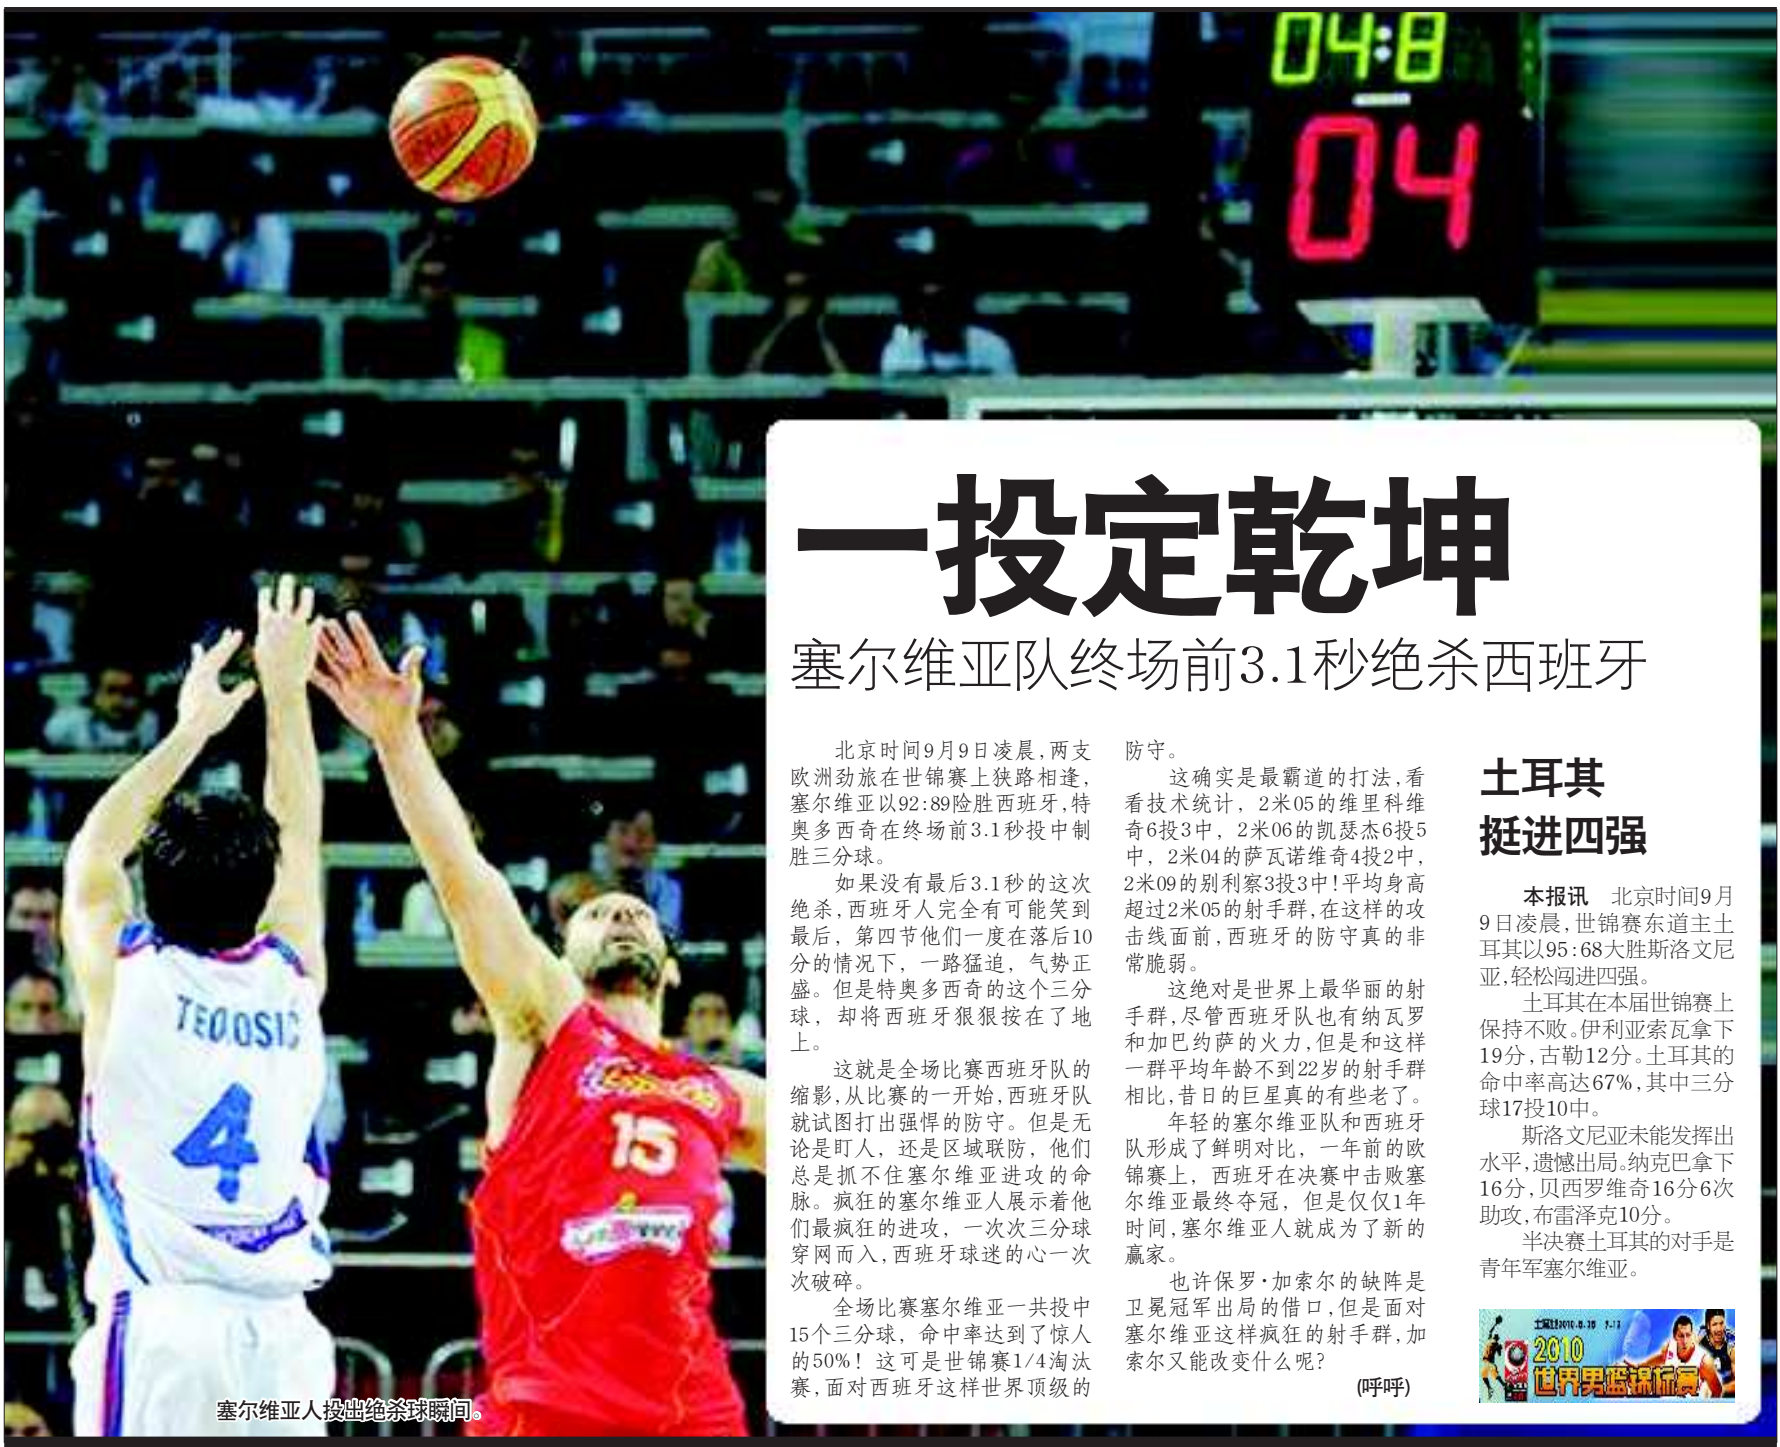 04:8
04
TEODOSIC
4
15
塞尔维亚人投出绝杀球瞬间。
一投定乾坤
塞尔维亚队终场前3.1秒绝杀西班牙
北京时间9月9日凌晨,两支
欧洲劲旅在世锦赛上狭路相逢,
塞尔维亚以92:89险胜西班牙,特
奥多西奇在终场前3.1秒投中制
胜三分球。
如果没有最后3.1秒的这次
绝杀,西班牙人完全有可能笑到
最后，第四节他们一度在落后10
分的情况下，一路猛追，气势正
盛。但是特奥多西奇的这个三分
球，却将西班牙狠狠按在了地
上。
这就是全场比赛西班牙队的
缩影,从比赛的一开始,西班牙队
就试图打出强悍的防守。但是无
论是盯人，还是区域联防，他们
总是抓不住塞尔维亚进攻的命
脉。疯狂的塞尔维亚人展示着他
们最疯狂的进攻，一次次三分球
穿网而入,西班牙球迷的心一次
次破碎。
全场比赛塞尔维亚一共投中
15个三分球，命中率达到了惊人
的50%！这可是世锦赛1/4淘汰
赛,面对西班牙这样世界顶级的
防守。
这确实是最霸道的打法,看
看技术统计，2米05的维里科维
奇6投3中，2米06的凯瑟杰6投5
中，2米04的萨瓦诺维奇4投2中,
2米09的别利察3投3中!平均身高
超过2米05的射手群,在这样的攻
击线面前,西班牙的防守真的非
常脆弱。
这绝对是世界上最华丽的射
手群,尽管西班牙队也有纳瓦罗
和加巴约萨的火力,但是和这样
一群平均年龄不到22岁的射手群
相比,昔日的巨星真的有些老了。
年轻的塞尔维亚队和西班牙
队形成了鲜明对比，一年前的欧
锦赛上，西班牙在决赛中击败塞
尔维亚最终夺冠，但是仅仅1年
时间,塞尔维亚人就成为了新的
赢家。
也许保罗·加索尔的缺阵是
卫冕冠军出局的借口,但是面对
塞尔维亚这样疯狂的射手群,加
索尔又能改变什么呢?
(呼呼)
土耳其
挺进四强
本报讯 北京时间9月
9日凌晨,世锦赛东道主土
耳其以95:68大胜斯洛文尼
亚,轻松闯进四强。
土耳其在本届世锦赛上
保持不败。伊利亚索瓦拿下
19分,古勒12分。土耳其的
命中率高达67%,其中三分
球17投10中。
斯洛文尼亚未能发挥出
水平,遗憾出局。纳克巴拿下
16分,贝西罗维奇16分6次
助攻,布雷泽克10分。
半决赛土耳其的对手是
青年军塞尔维亚。
2010
世界男篮锦标赛